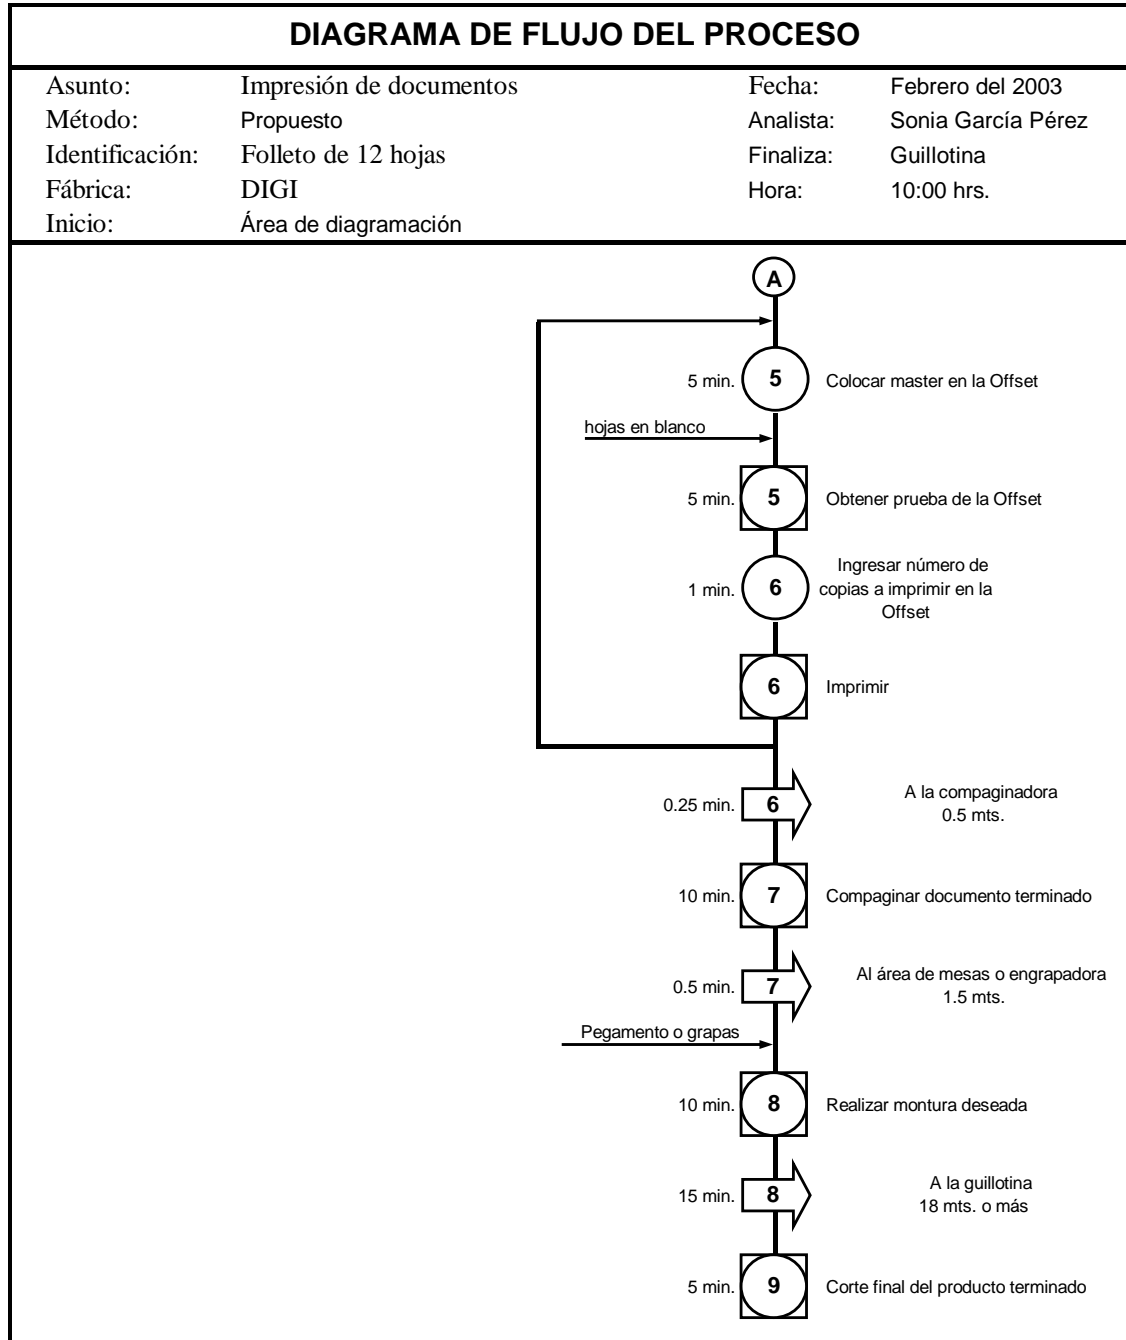 DIAGRAMA DE FLUJO DEL PROCESO
Asunto: Impresión de documentos Fecha: Febrero del 2003
Método: Propuesto Analista: Sonia García Pérez
Identificación: Folleto de 12 hojas Finaliza: Guillotina
Fábrica: DIGI Hora: 10:00 hrs.
Inicio: Área de diagramación
A
5 min. 5 Colocar master en la Offset
hojas en blanco
5 min. 5 Obtener prueba de la Offset
Ingresar número de
1 min. 6 copias a imprimir en la
Offset
6 Imprimir
A la compaginadora
0.25 min. 6
0.5 mts.
10 min. 7 Compaginar documento terminado
Al área de mesas o engrapadora
0.5 min. 7
1.5 mts.
Pegamento o grapas
10 min. 8 Realizar montura deseada
A la guillotina
15 min. 8
18 mts. o más
5 min. 9 Corte final del producto terminado